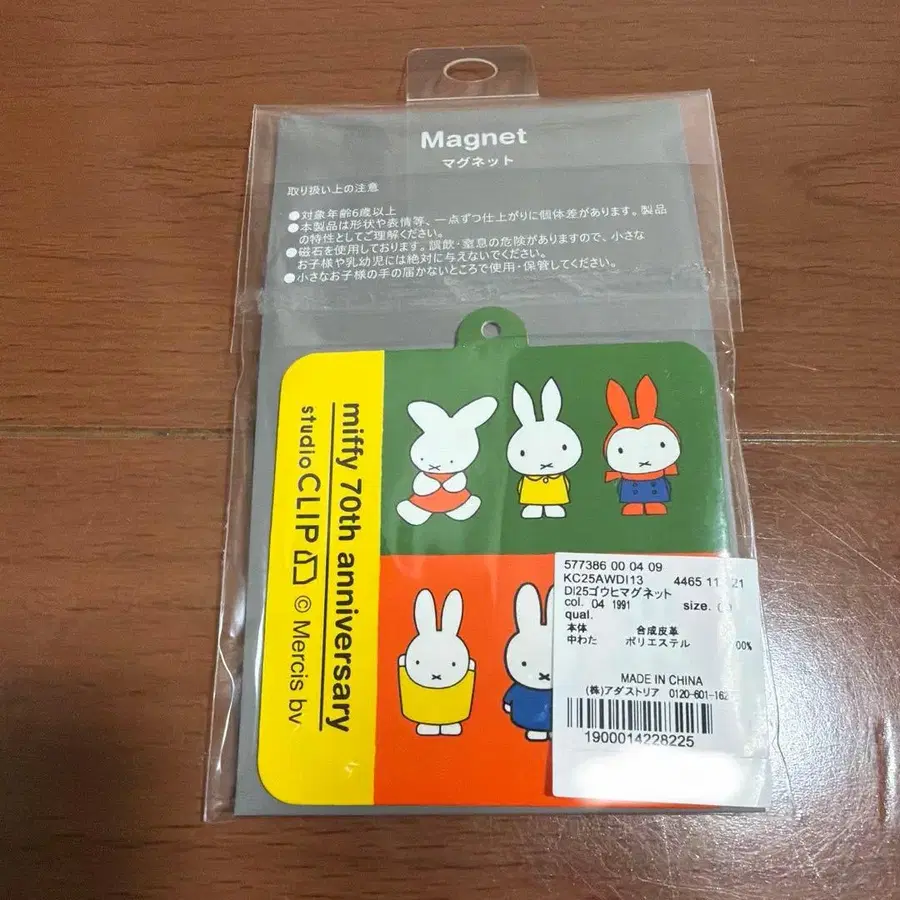 Magnet
マグネット
取り扱い上の注意
●対象年齢6歳以上
●本製品は形状や表情等、一点ずつ仕上がりに個体差があります。製品
の特性としてご理解ください。
●磁石を使用しております。誤飲・窒息の危険がありますので、小さな
お子様や乳幼児には絶対に与えないでください。
●小さなお子様の手の届かないところで使用・保管してください。
miffy 70th anniversary
studio CLIP © Mercis bv
577386 00 04 09
KC25AWDI13 4465 11 21
DI25ゴウヒマグネット
col. 04 1991 size.
qual.
本体 合成皮革
中わた ポリエステル 00%
MADE IN CHINA
(株)アダストリア 0120-601-162
1900014228225